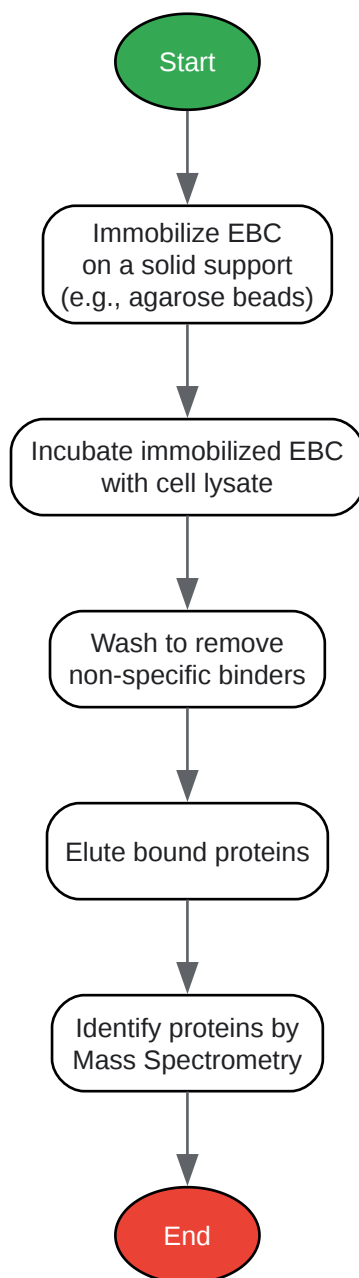 Start
Immobilize EBC
on a solid support
(e.g., agarose beads)
Incubate immobilized EBC
with cell lysate
Wash to remove
non-specific binders
Elute bound proteins
Identify proteins by
Mass Spectrometry
End